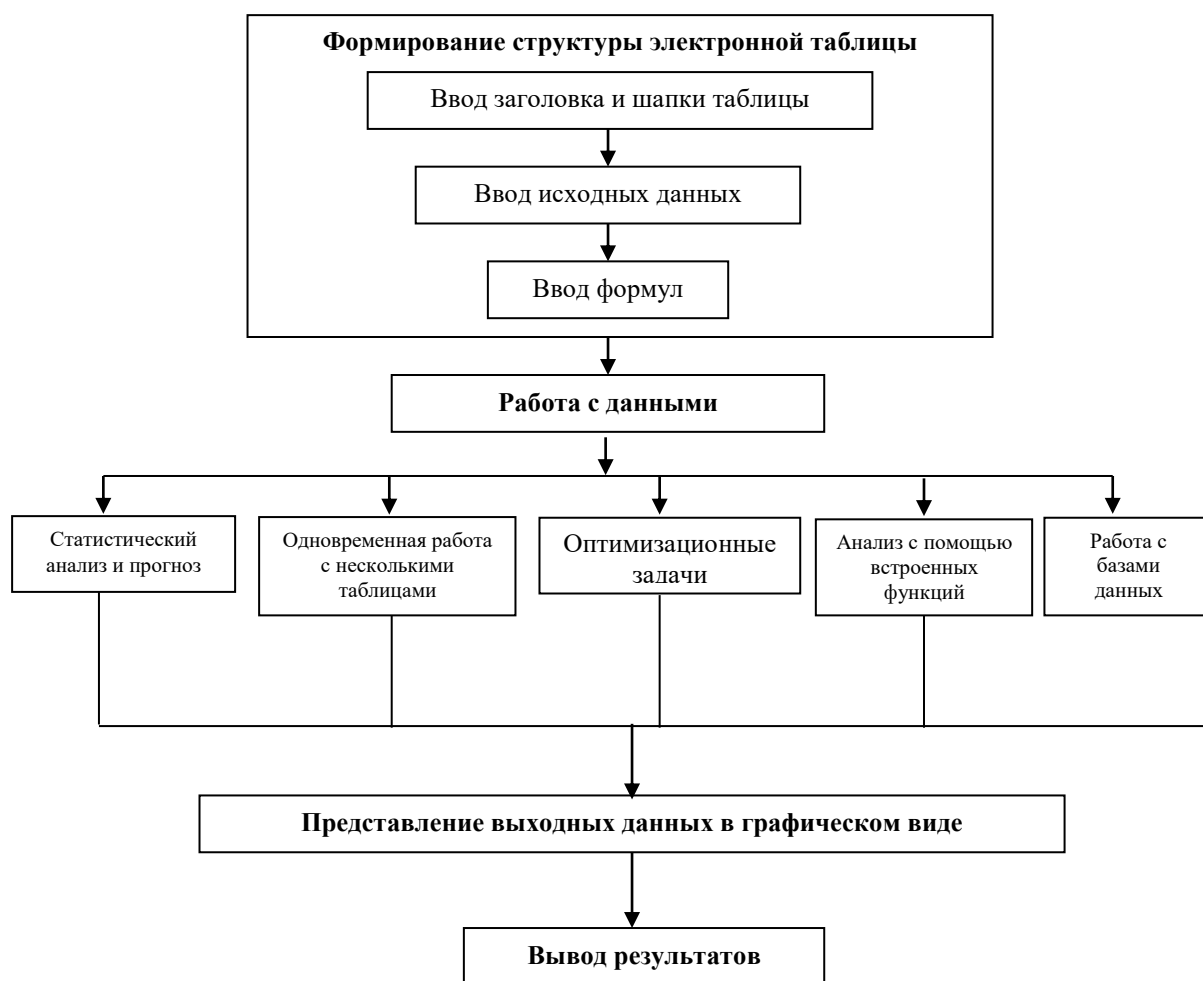 Формирование структуры электронной таблицы
Ввод заголовка и шапки таблицы
Ввод исходных данных
Ввод формул
Работа с данными
Статистический
анализ и прогноз
Одновременная работа
с несколькими
таблицами
Оптимизационные
задачи
Анализ с помощью
встроенных
функций
Работа с
базами
данных
Представление выходных данных в графическом виде
Вывод результатов